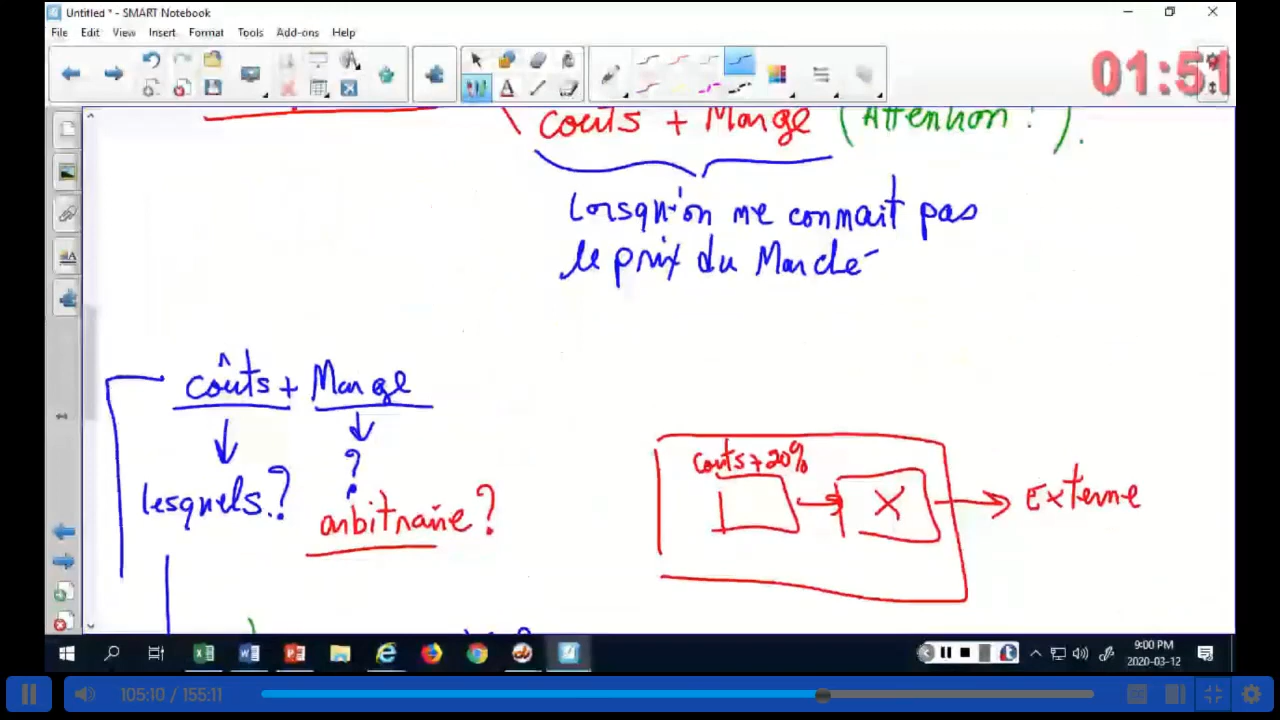 Untitled * - SMART Notebook
File Edit View Insert Format Tools Add-ons Help
01:51
coûts + Marge (Attention !).
Lorsqu'on ne connait pas
le prix du Marché
coûts + Marge
lesquels ?
?
arbitraire ?
coûts + 20%
X
Externe
9:00 PM
2020-03-12
105:10 / 155:11